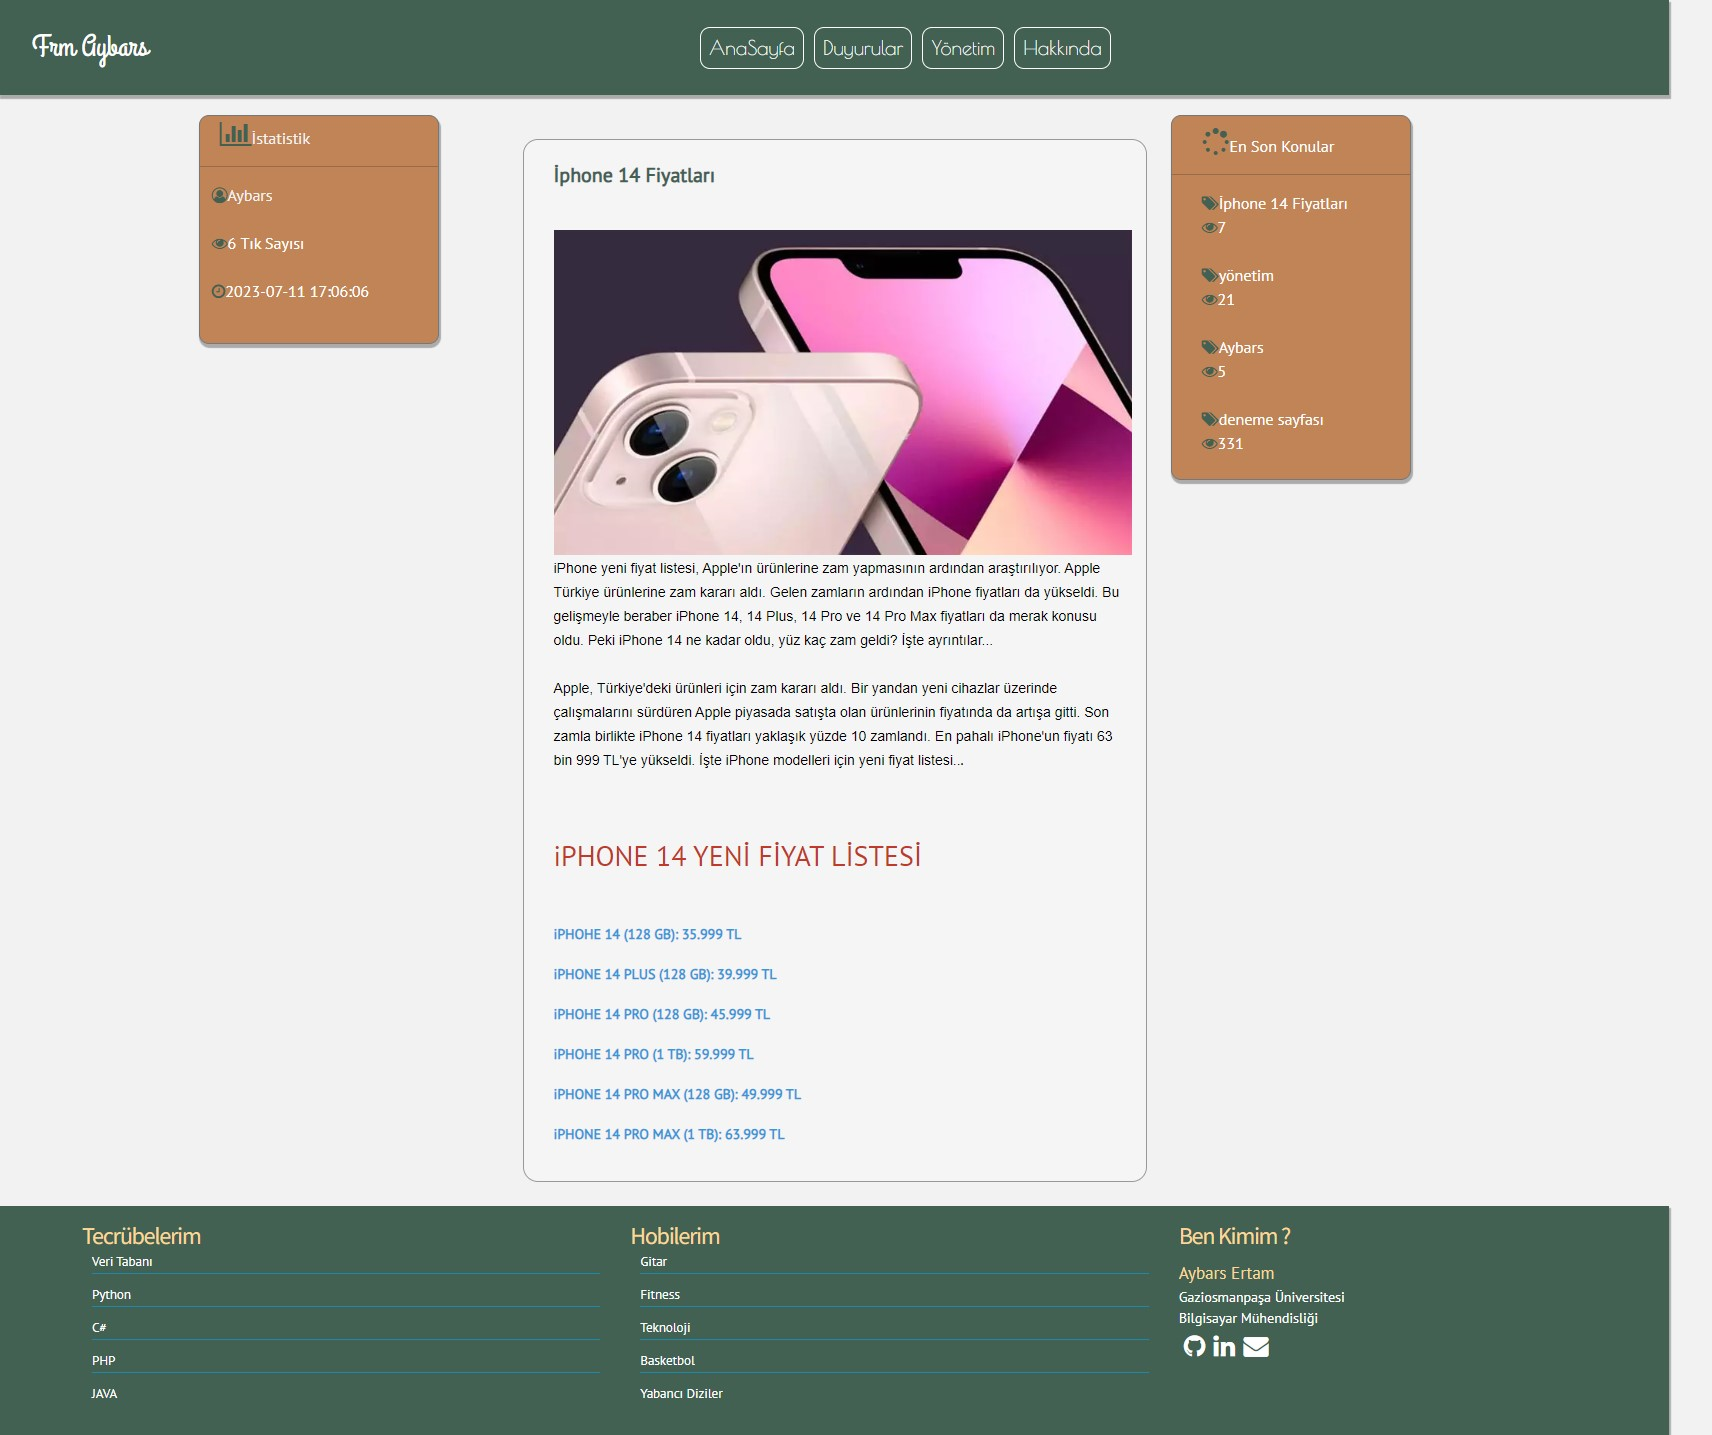 Frm Aybars
AnaSayfa
Duyurular
Yönetim
Hakkında
İstatistik
Aybars
6 Tık Sayısı
2023-07-11 17:06:06
İphone 14 Fiyatları
iPhone yeni fiyat listesi, Apple'ın ürünlerine zam yapmasının ardından araştırılıyor. Apple
Türkiye ürünlerine zam kararı aldı. Gelen zamların ardından iPhone fiyatları da yükseldi. Bu
gelişmeyle beraber iPhone 14, 14 Plus, 14 Pro ve 14 Pro Max fiyatları da merak konusu
oldu. Peki iPhone 14 ne kadar oldu, yüz kaç zam geldi? İşte ayrıntılar...
Apple, Türkiye'deki ürünleri için zam kararı aldı. Bir yandan yeni cihazlar üzerinde
çalışmalarını sürdüren Apple piyasada satışta olan ürünlerinin fiyatında da artışa gitti. Son
zamla birlikte iPhone 14 fiyatları yaklaşık yüzde 10 zamlandı. En pahalı iPhone'un fiyatı 63
bin 999 TL'ye yükseldi. İşte iPhone modelleri için yeni fiyat listesi...
iPHONE 14 YENİ FİYAT LİSTESİ
iPHOHE 14 (128 GB): 35.999 TL
iPHONE 14 PLUS (128 GB): 39.999 TL
iPHOHE 14 PRO (128 GB): 45.999 TL
iPHOHE 14 PRO (1 TB): 59.999 TL
iPHONE 14 PRO MAX (128 GB): 49.999 TL
iPHONE 14 PRO MAX (1 TB): 63.999 TL
En Son Konular
İphone 14 Fiyatları
7
yönetim
21
Aybars
5
deneme sayfası
331
Tecrübelerim
Veri Tabanı
Python
C#
PHP
JAVA
Hobilerim
Gitar
Fitness
Teknoloji
Basketbol
Yabancı Diziler
Ben Kimim ?
Aybars Ertam
Gaziosmanpaşa Üniversitesi
Bilgisayar Mühendisliği